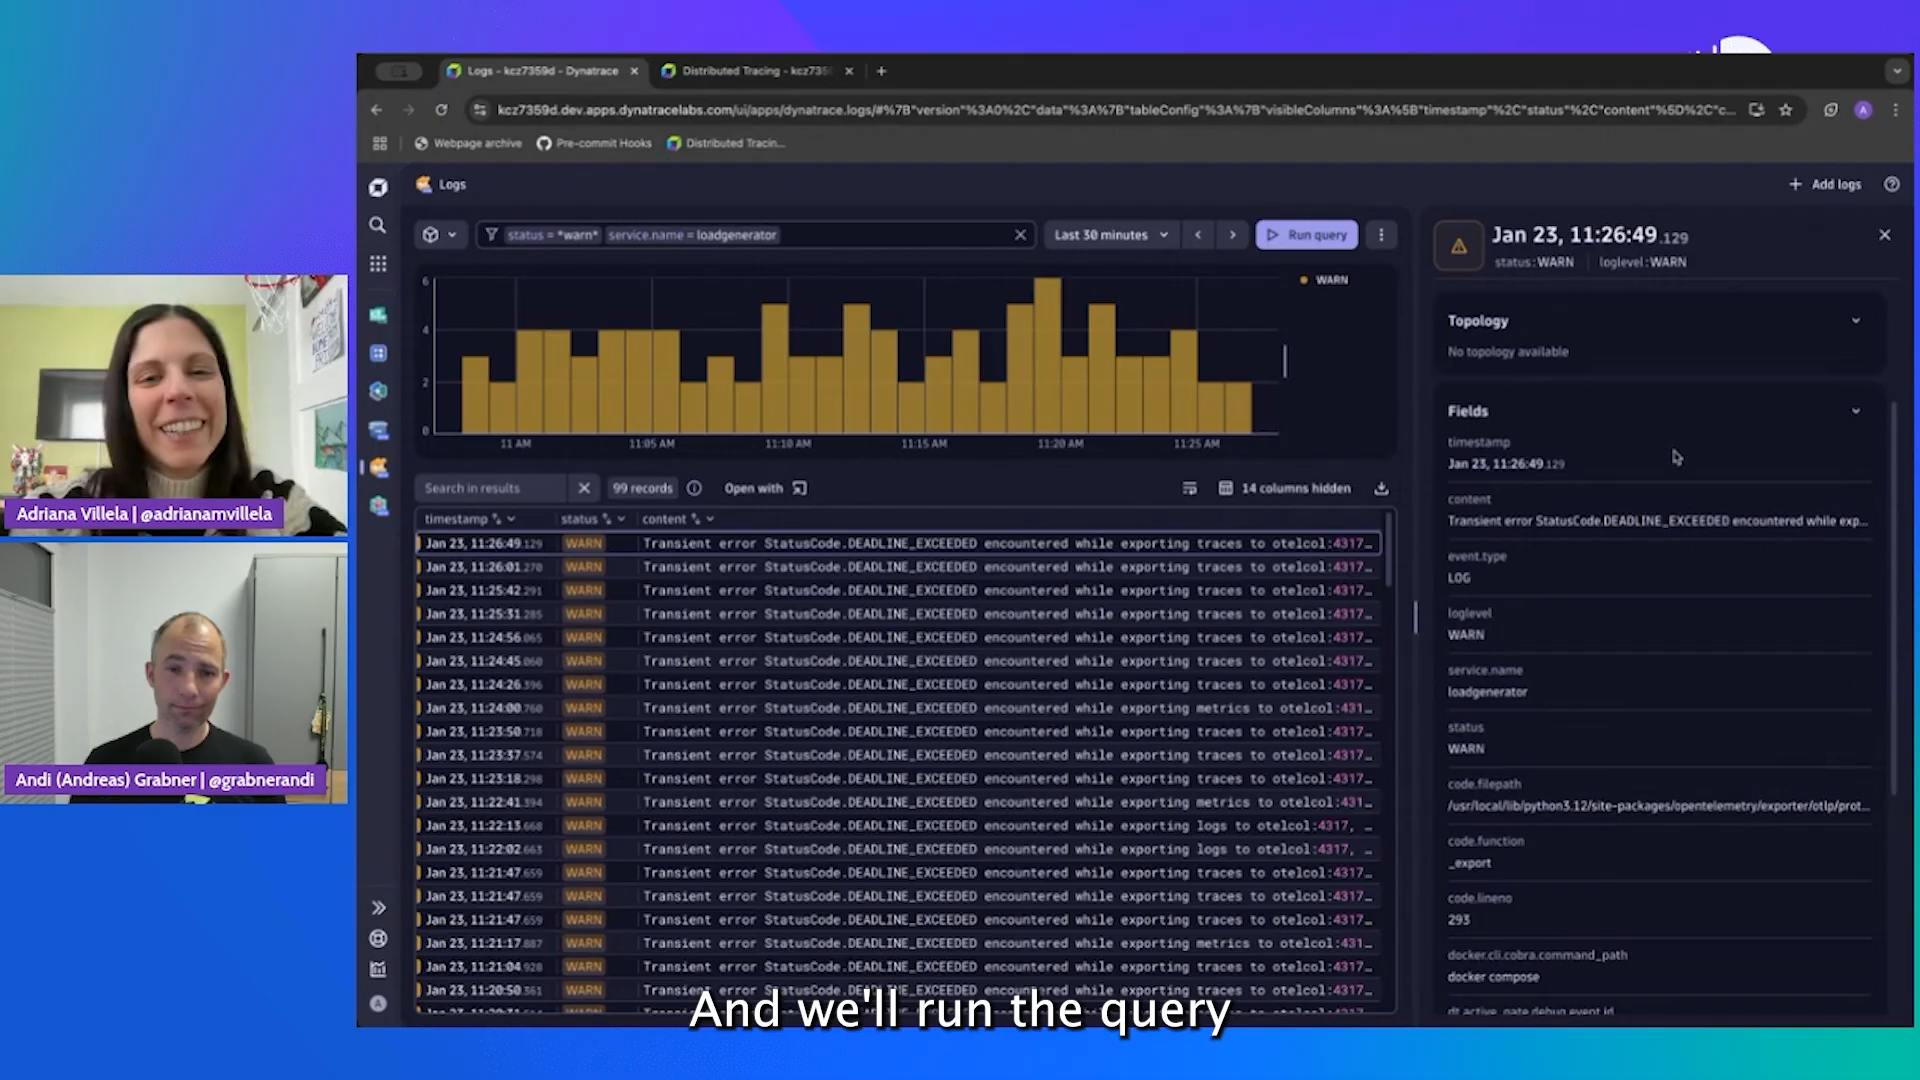 Logs - kcz7359d - Dynatrace
Distributed Tracing - kcz735
kcz7359d.dev.apps.dynatracelabs.com/ui/apps/dynatrace.logs/#%7B"version"%3A0%2C"data"%3A%7B"tableConfig"%3A%7B"visibleColumns"%3A%5B"timestamp"%2C"status"%2C"content"%5D%2C"c...
A
Webpage archive
Pre-commit Hooks
Distributed Tracin...
Logs
Add logs
status = *warn* service.name = loadgenerator
Last 30 minutes
Run query
6
4
2
0
WARN
11 AM
11:05 AM
11:10 AM
11:15 AM
11:20 AM
11:25 AM
Search in results
99 records
Open with
14 columns hidden
timestamp
status
content
Jan 23, 11:26:49.129 WARN Transient error StatusCode.DEADLINE_EXCEEDED encountered while exporting traces to otelcol:4317…
Jan 23, 11:26:01.270 WARN Transient error StatusCode.DEADLINE_EXCEEDED encountered while exporting traces to otelcol:4317…
Jan 23, 11:25:42.291 WARN Transient error StatusCode.DEADLINE_EXCEEDED encountered while exporting traces to otelcol:4317…
Jan 23, 11:25:31.285 WARN Transient error StatusCode.DEADLINE_EXCEEDED encountered while exporting traces to otelcol:4317…
Jan 23, 11:24:56.065 WARN Transient error StatusCode.DEADLINE_EXCEEDED encountered while exporting traces to otelcol:4317…
Jan 23, 11:24:45.060 WARN Transient error StatusCode.DEADLINE_EXCEEDED encountered while exporting traces to otelcol:4317…
Jan 23, 11:24:26.396 WARN Transient error StatusCode.DEADLINE_EXCEEDED encountered while exporting traces to otelcol:4317…
Jan 23, 11:24:00.760 WARN Transient error StatusCode.DEADLINE_EXCEEDED encountered while exporting metrics to otelcol:431…
Jan 23, 11:23:50.718 WARN Transient error StatusCode.DEADLINE_EXCEEDED encountered while exporting traces to otelcol:4317…
Jan 23, 11:23:37.574 WARN Transient error StatusCode.DEADLINE_EXCEEDED encountered while exporting traces to otelcol:4317…
Jan 23, 11:23:18.298 WARN Transient error StatusCode.DEADLINE_EXCEEDED encountered while exporting traces to otelcol:4317…
Jan 23, 11:22:41.394 WARN Transient error StatusCode.DEADLINE_EXCEEDED encountered while exporting metrics to otelcol:431…
Jan 23, 11:22:13.668 WARN Transient error StatusCode.DEADLINE_EXCEEDED encountered while exporting logs to otelcol:4317, …
Jan 23, 11:22:02.663 WARN Transient error StatusCode.DEADLINE_EXCEEDED encountered while exporting logs to otelcol:4317, …
Jan 23, 11:21:47.659 WARN Transient error StatusCode.DEADLINE_EXCEEDED encountered while exporting traces to otelcol:4317…
Jan 23, 11:21:47.659 WARN Transient error StatusCode.DEADLINE_EXCEEDED encountered while exporting traces to otelcol:4317…
Jan 23, 11:21:47.659 WARN Transient error StatusCode.DEADLINE_EXCEEDED encountered while exporting traces to otelcol:4317…
Jan 23, 11:21:17.887 WARN Transient error StatusCode.DEADLINE_EXCEEDED encountered while exporting metrics to otelcol:431…
Jan 23, 11:21:04.928 WARN Transient error StatusCode.DEADLINE_EXCEEDED encountered while exporting traces to otelcol:4317…
Jan 23, 11:20:50.361 WARN Transient error StatusCode.DEADLINE_EXCEEDED encountered while exporting traces to otelcol:4317…
Jan 23, 11:26:49.129
status: WARN loglevel: WARN
Topology
No topology available
Fields
timestamp
Jan 23, 11:26:49.129
content
Transient error StatusCode.DEADLINE_EXCEEDED encountered while exp...
event.type
LOG
loglevel
WARN
service.name
loadgenerator
status
WARN
code.filepath
/usr/local/lib/python3.12/site-packages/opentelemetry/exporter/otlp/prot...
code.function
_export
code.lineno
293
docker.cli.cobra.command_path
docker compose
dt.active_gate.debug.event.id
Adriana Villela | @adrianamvillela
Andi (Andreas) Grabner | @grabnerandi
And we'll run the query